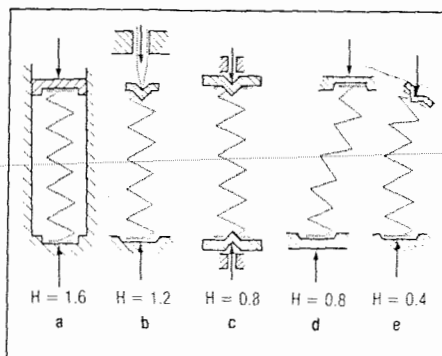 H = 1.6 H = 1.2 H = 0.8 H = 0.8 H = 0.4
a b c d e